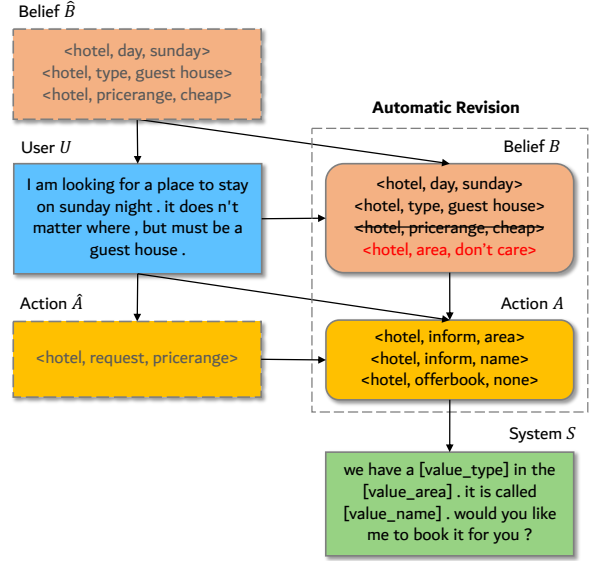 Belief B̂
<hotel, day, sunday>
<hotel, type, guest house>
<hotel, pricerange, cheap>
Automatic Revision
User U
Belief B
I am looking for a place to stay
on sunday night . it does n't
matter where , but must be a
guest house .
<hotel, day, sunday>
<hotel, type, guest house>
<hotel, pricerange, cheap>
<hotel, area, don't care>
Action Â
Action A
<hotel, request, pricerange>
<hotel, inform, area>
<hotel, inform, name>
<hotel, offerbook, none>
System S
we have a [value_type] in the
[value_area] . it is called
[value_name] . would you like
me to book it for you ?